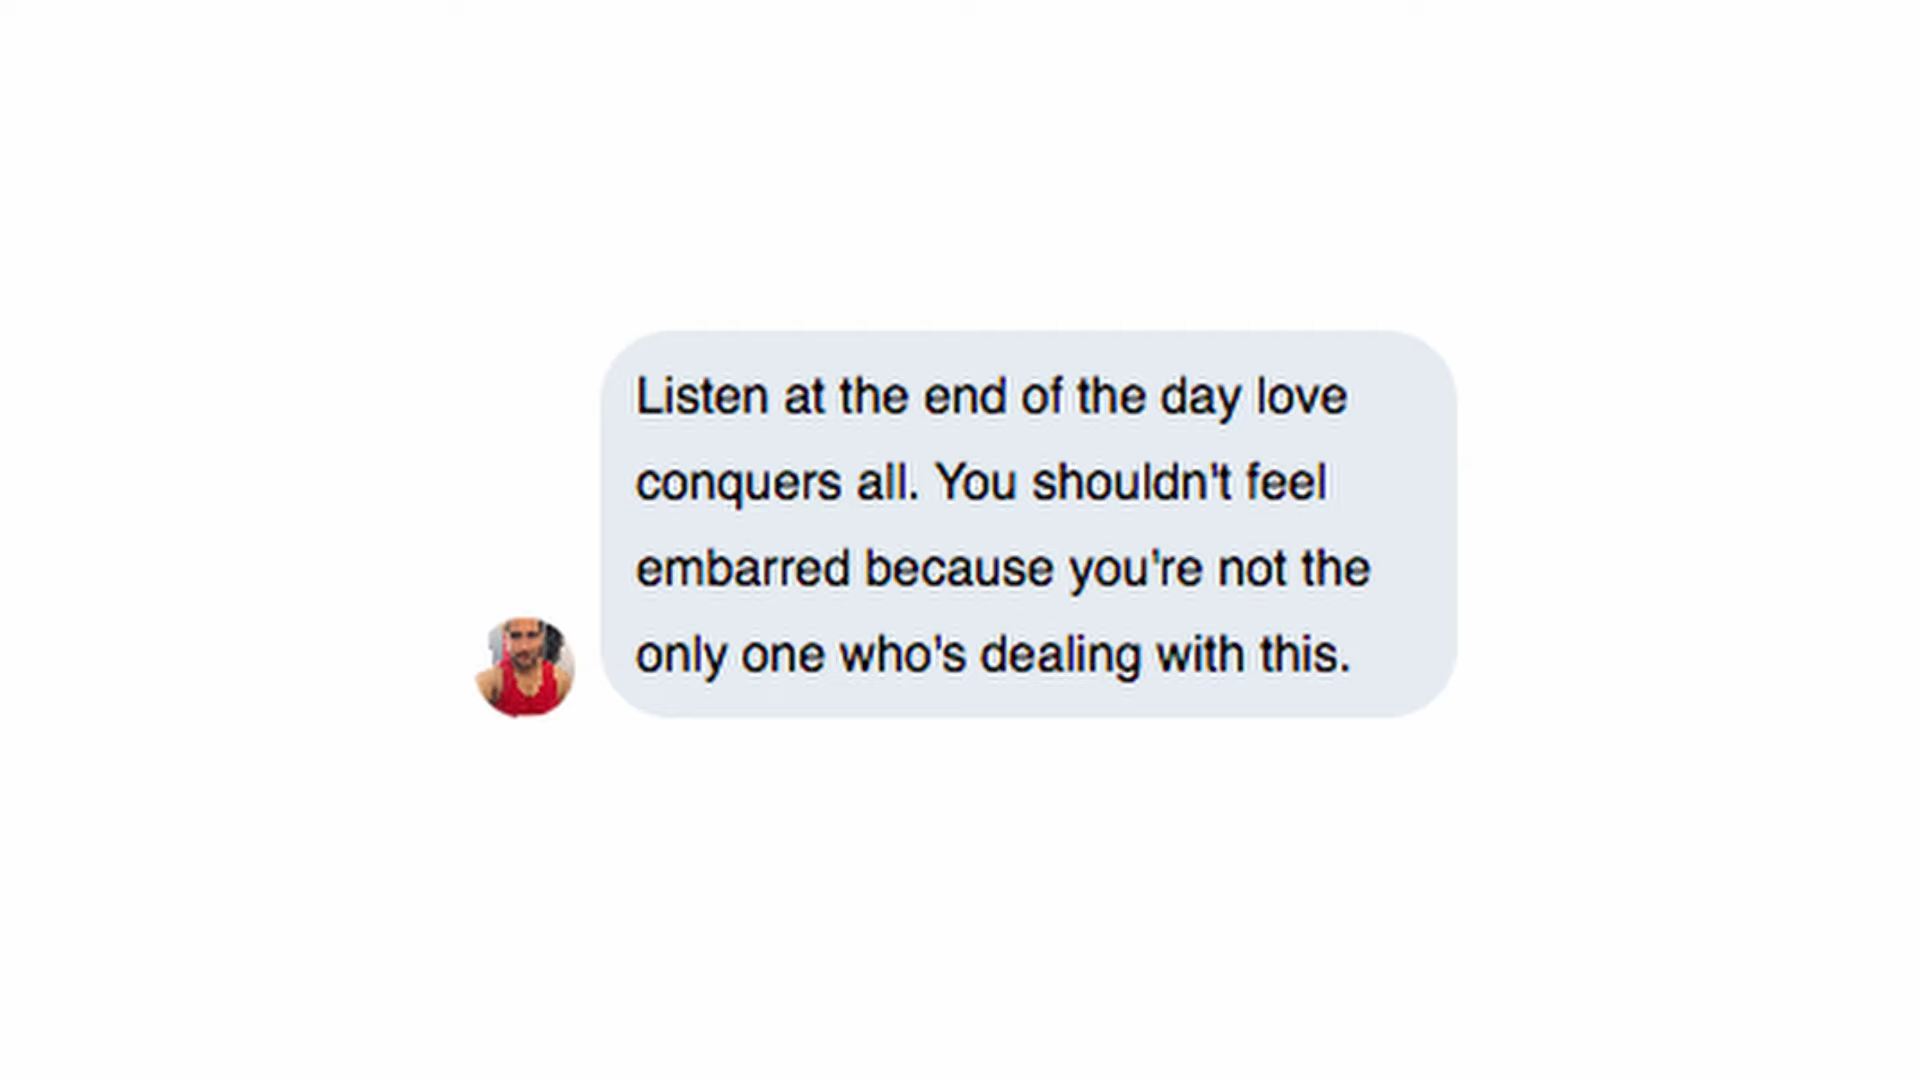 Listen at the end of the day love
conquers all. You shouldn't feel
embarred because you're not the
only one who's dealing with this.